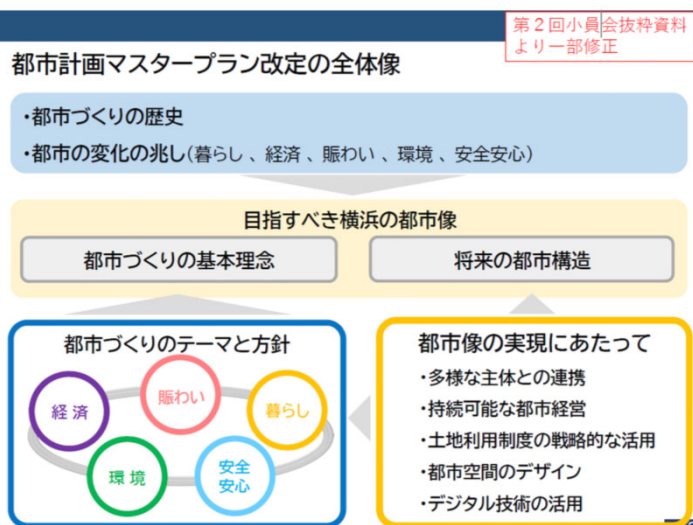 第２回小員会抜粋資料
より一部修正
都市計画マスタープラン改定の全体像
・都市づくりの歴史
・都市の変化の兆し(暮らし 、経済 、賑わい 、環境 、安全安心)
目指すべき横浜の都市像
都市づくりの基本理念
将来の都市構造
都市づくりのテーマと方針
経 済
賑わい
暮らし
環 境
安全
安心
都市像の実現にあたって
・多様な主体との連携
・持続可能な都市経営
・土地利用制度の戦略的な活用
・都市空間のデザイン
・デジタル技術の活用